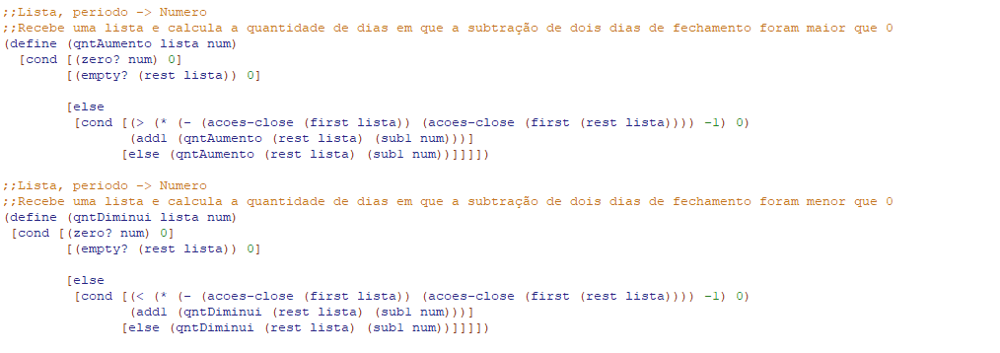 ;;Lista, periodo -> Numero
;;Recebe uma lista e calcula a quantidade de dias em que a subtração de dois dias de fechamento foram maior que 0
(define (qntAumento lista num)
  [cond [(zero? num) 0]
        [(empty? (rest lista)) 0]

        [else
         [cond [(> (* (- (acoes-close (first lista)) (acoes-close (first (rest lista)))) -1) 0)
                (add1 (qntAumento (rest lista) (sub1 num)))]
               [else (qntAumento (rest lista) (sub1 num))]]]])

;;Lista, periodo -> Numero
;;Recebe uma lista e calcula a quantidade de dias em que a subtração de dois dias de fechamento foram menor que 0
(define (qntDiminui lista num)
 [cond [(zero? num) 0]
        [(empty? (rest lista)) 0]

        [else
         [cond [(< (* (- (acoes-close (first lista)) (acoes-close (first (rest lista)))) -1) 0)
                (add1 (qntDiminui (rest lista) (sub1 num)))]
               [else (qntDiminui (rest lista) (sub1 num))]]]])